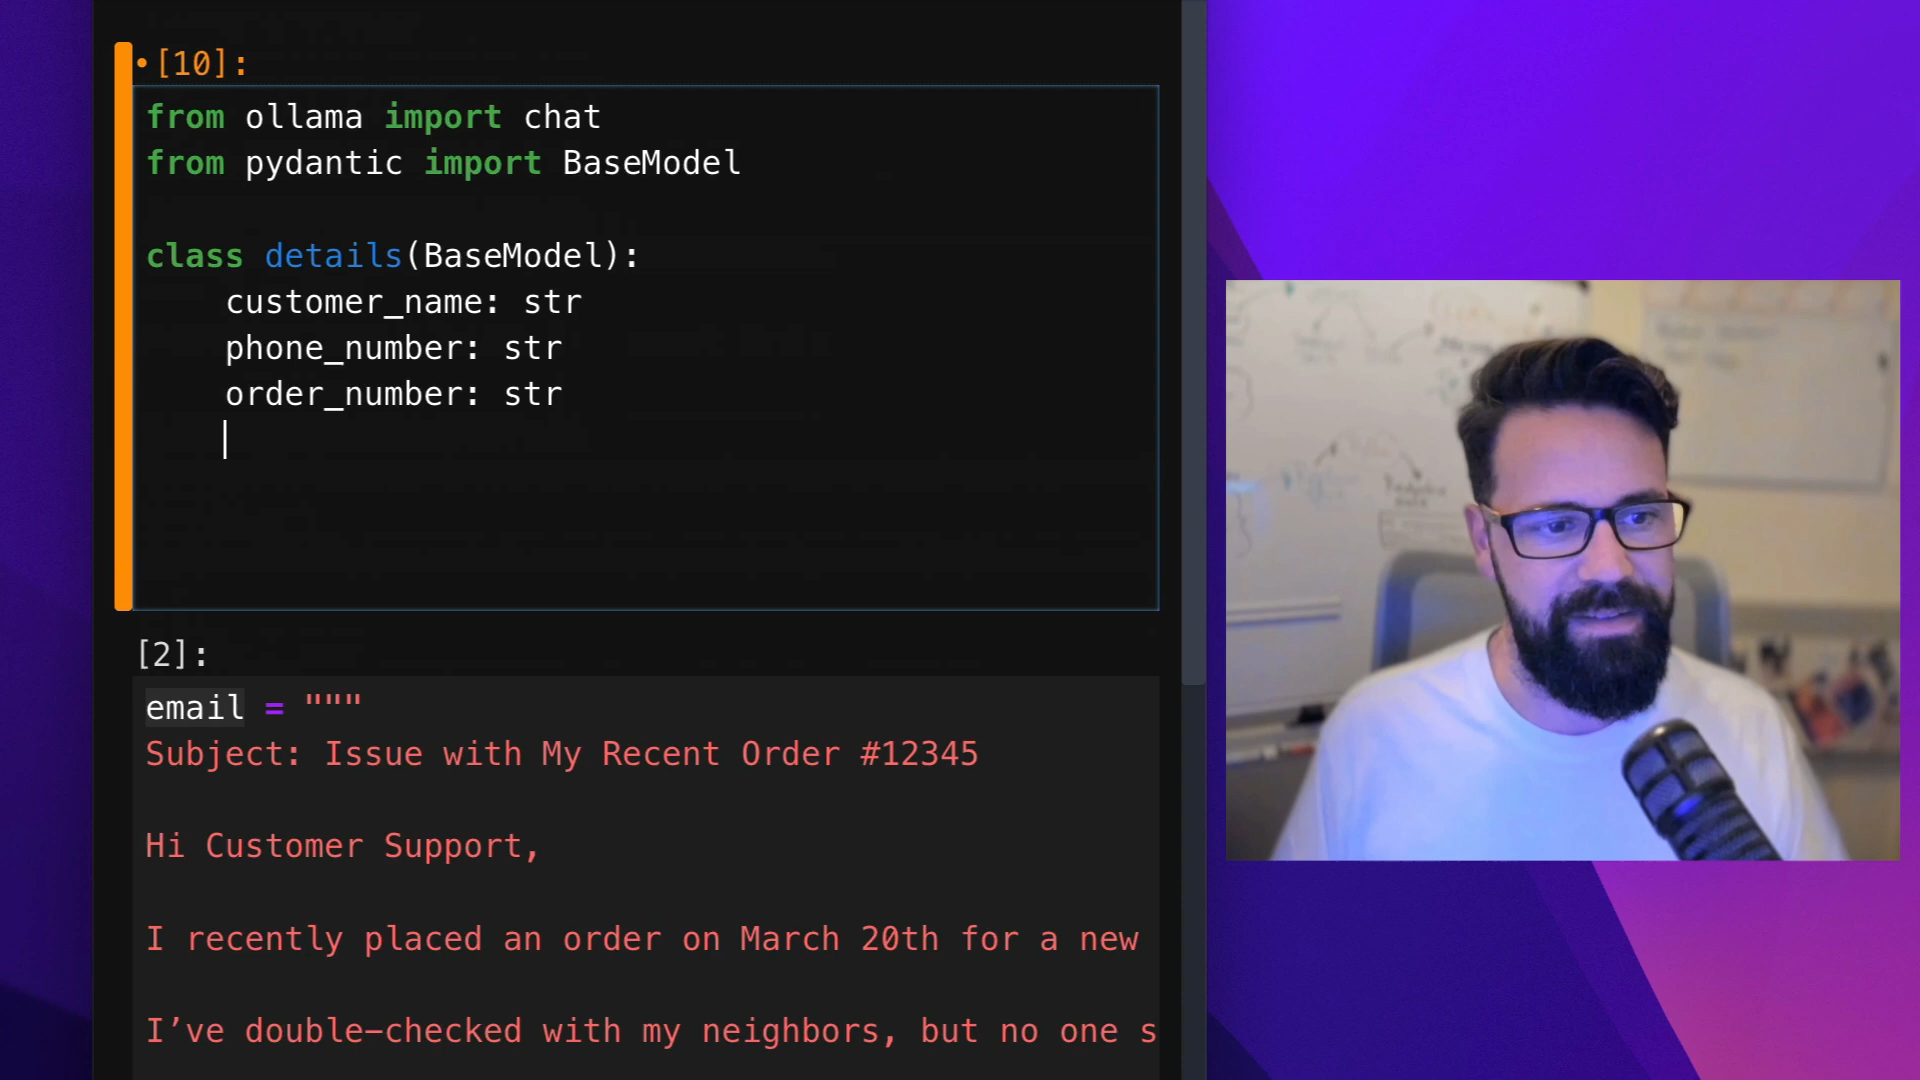 [10]:
from ollama import chat
from pydantic import BaseModel
class details(BaseModel):
customer_name: str
phone_number: str
order_number: str
[2]:
email = """
Subject: Issue with My Recent Order #12345
Hi Customer Support,
I recently placed an order on March 20th for a new
I’ve double-checked with my neighbors, but no one s